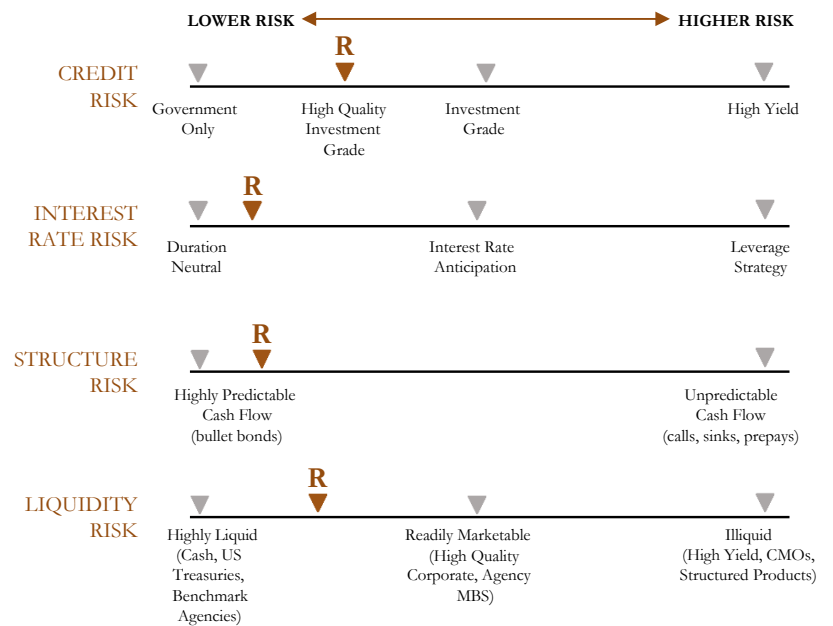 LOWER RISK
HIGHER RISK
R
CREDIT
RISK
Government
Only
High Quality
Investment
Grade
Investment
Grade
High Yield
R
INTEREST
RATE RISK
Duration
Neutral
Interest Rate
Anticipation
Leverage
Strategy
R
STRUCTURE
RISK
Highly Predictable
Cash Flow
(bullet bonds)
Unpredictable
Cash Flow
(calls, sinks, prepays)
R
LIQUIDITY
RISK
Highly Liquid
(Cash, US
Treasuries,
Benchmark
Agencies)
Readily Marketable
(High Quality
Corporate, Agency
MBS)
Illiquid
(High Yield, CMOs,
Structured Products)